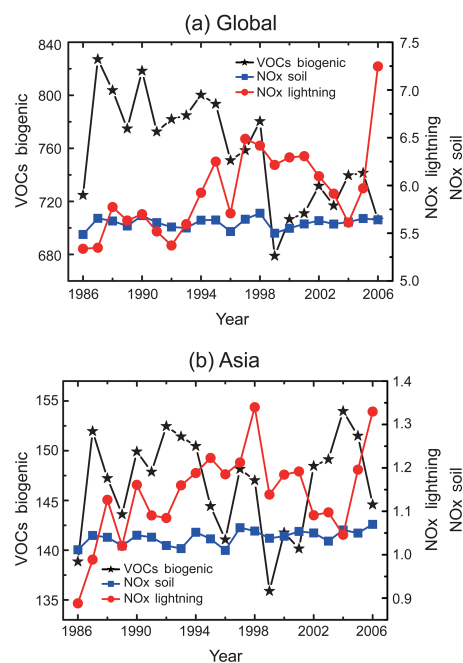 (a) Global
840
800
760
720
680
VOCs biogenic
7.5
7.0
6.5
6.0
5.5
5.0
NOx lightning
NOx soil
VOCs biogenic
NOx soil
NOx lightning
1986
1990
1994
1998
2002
2006
Year
(b) Asia
155
150
145
140
135
VOCs biogenic
1.4
1.3
1.2
1.1
1.0
0.9
NOx lightning
NOx soil
VOCs biogenic
NOx soil
NOx lightning
1986
1990
1994
1998
2002
2006
Year